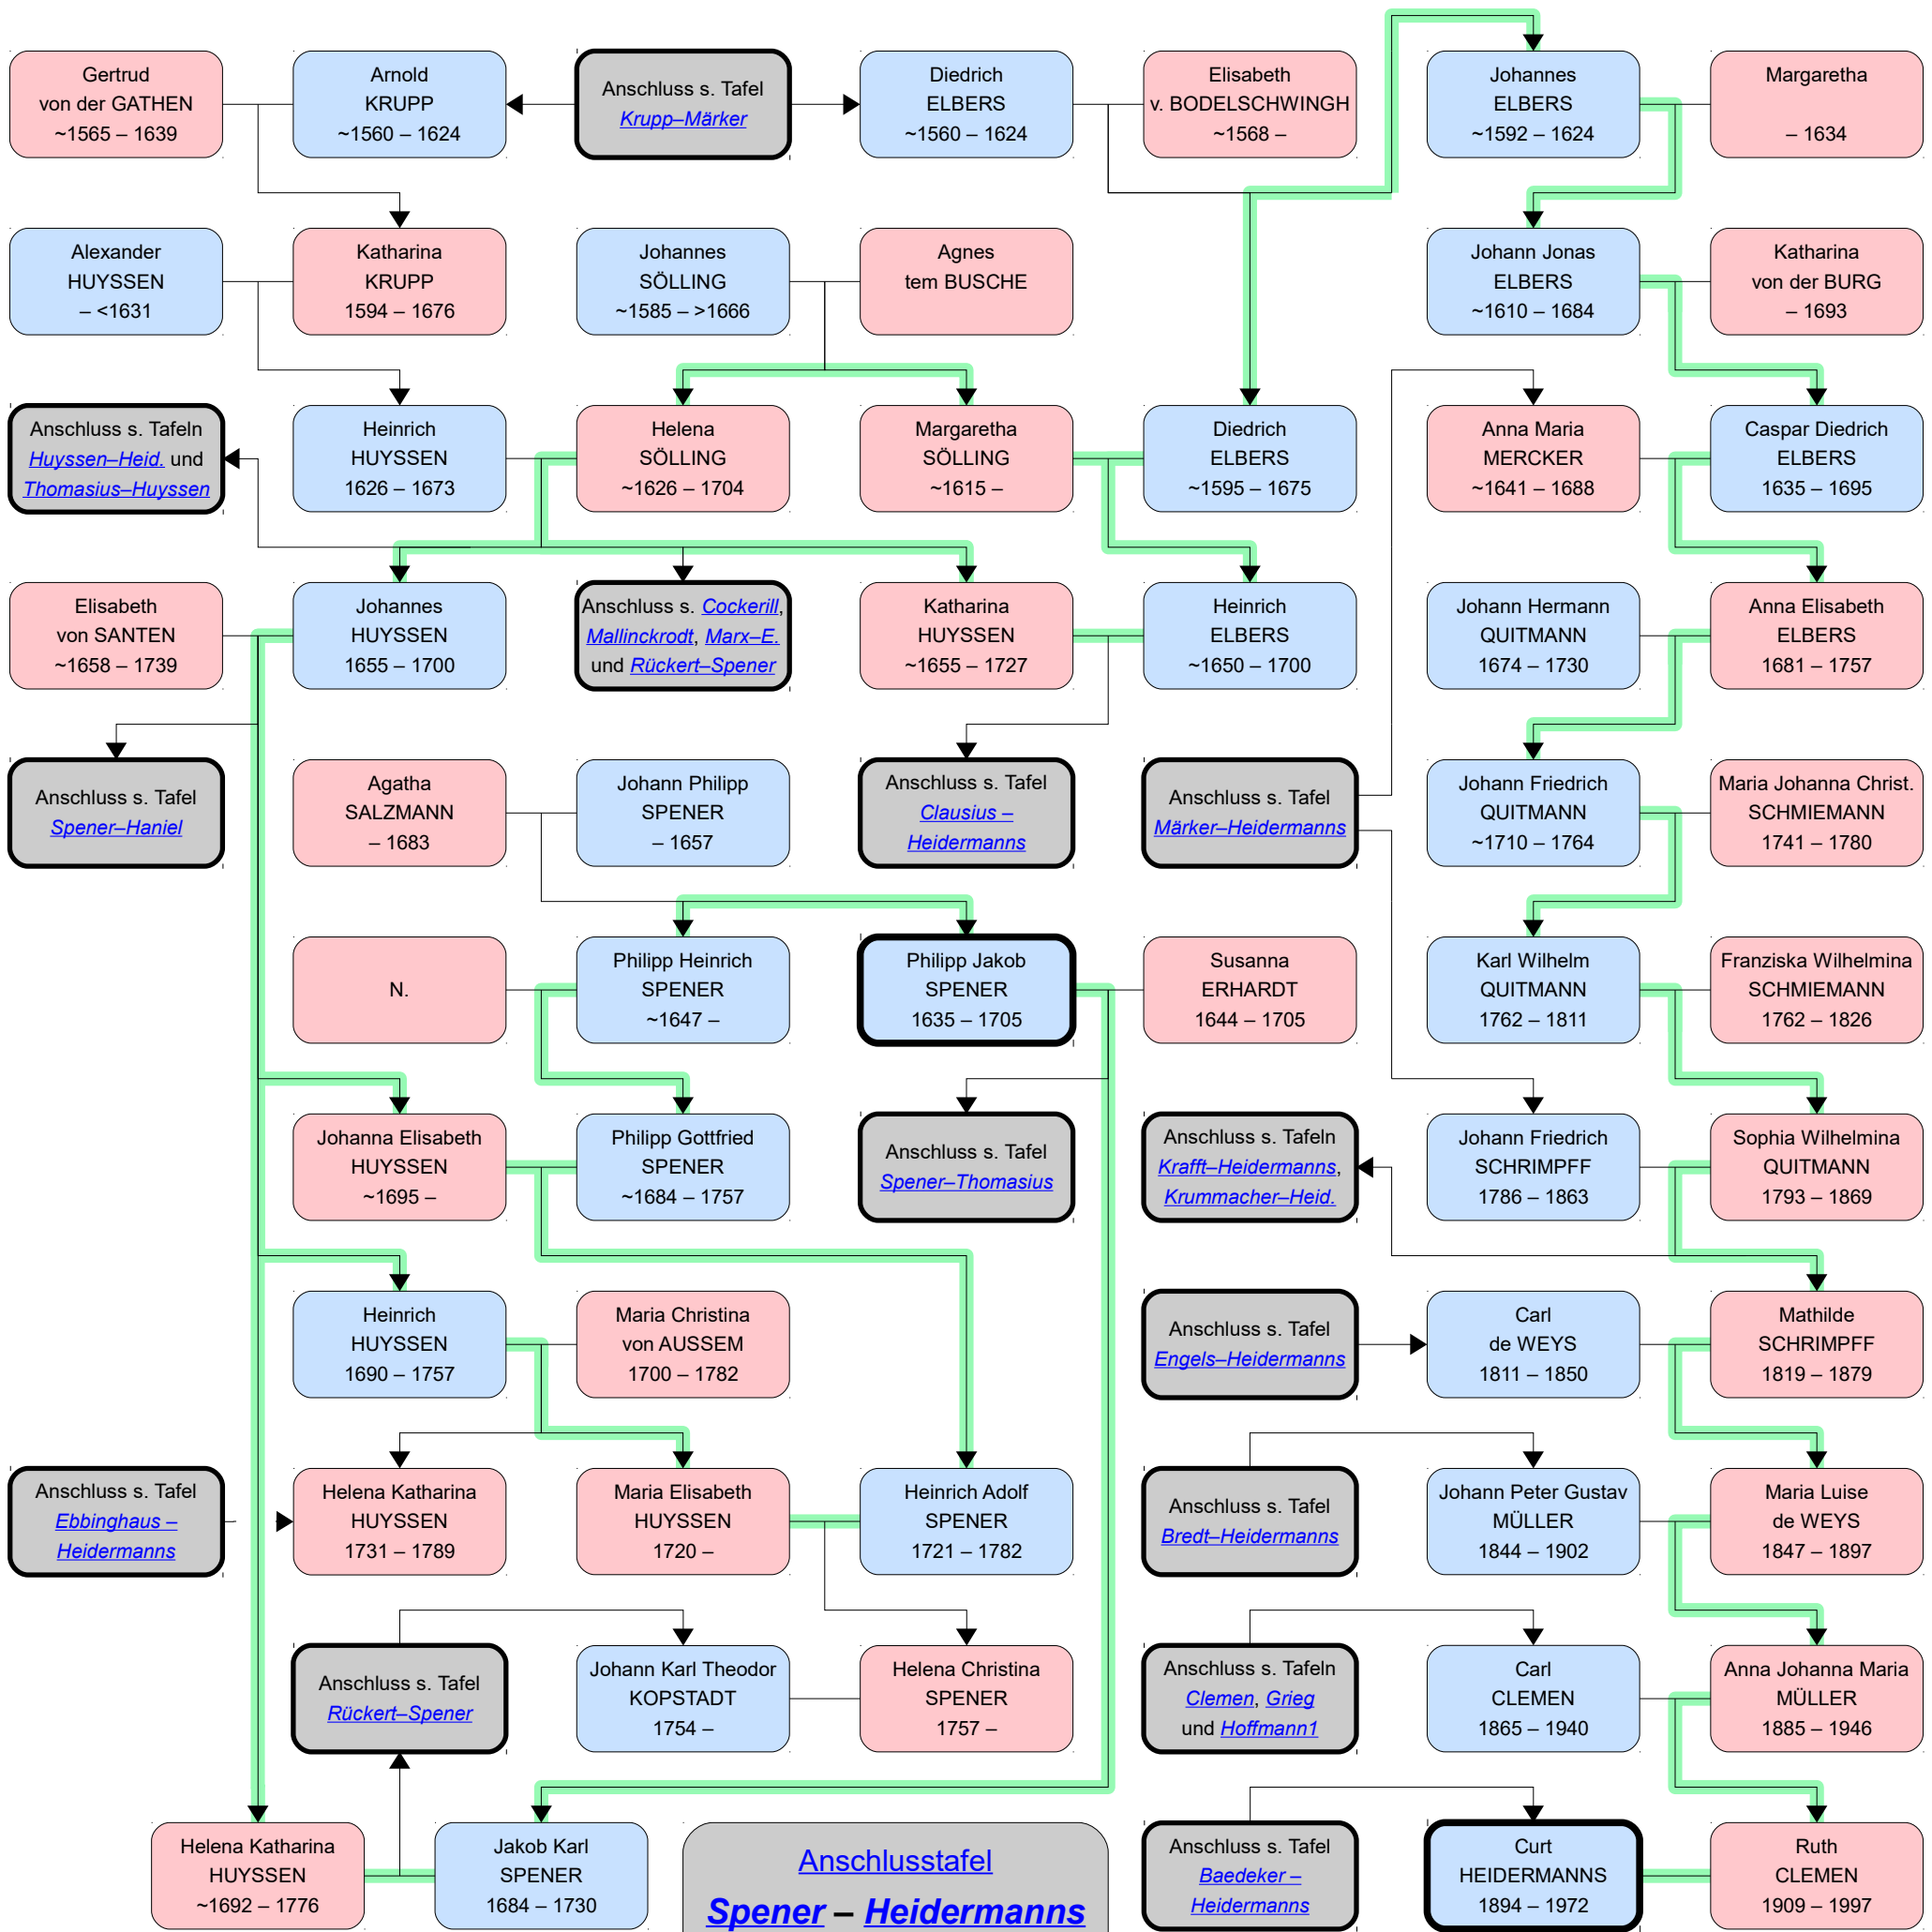 Gertrud
von der GATHEN
~1565 – 1639
Arnold
KRUPP
~1560 – 1624
Anschluss s. Tafel
Krupp–Märker
Diedrich
ELBERS
~1560 – 1624
Elisabeth
v. BODELSCHWINGH
~1568 –
Johannes
ELBERS
~1592 – 1624
Margaretha
– 1634
Alexander
HUYSSEN
– <1631
Katharina
KRUPP
1594 – 1676
Johannes
SÖLLING
~1585 – >1666
Agnes
tem BUSCHE
Johann Jonas
ELBERS
~1610 – 1684
Katharina
von der BURG
– 1693
Anschluss s. Tafeln
Huyssen–Heid. und
Thomasius–Huyssen
Heinrich
HUYSSEN
1626 – 1673
Helena
SÖLLING
~1626 – 1704
Margaretha
SÖLLING
~1615 –
Diedrich
ELBERS
~1595 – 1675
Anna Maria
MERCKER
~1641 – 1688
Caspar Diedrich
ELBERS
1635 – 1695
Elisabeth
von SANTEN
~1658 – 1739
Johannes
HUYSSEN
1655 – 1700
Anschluss s. Cockerill,
Mallinckrodt, Marx–E.
und Rückert–Spener
Katharina
HUYSSEN
~1655 – 1727
Heinrich
ELBERS
~1650 – 1700
Johann Hermann
QUITMANN
1674 – 1730
Anna Elisabeth
ELBERS
1681 – 1757
Anschluss s. Tafel
Spener–Haniel
Agatha
SALZMANN
– 1683
Johann Philipp
SPENER
– 1657
Anschluss s. Tafel
Clausius –
Heidermanns
Anschluss s. Tafel
Märker–Heidermanns
Johann Friedrich
QUITMANN
~1710 – 1764
Maria Johanna Christ.
SCHMIEMANN
1741 – 1780
N.
Philipp Heinrich
SPENER
~1647 –
Philipp Jakob
SPENER
1635 – 1705
Susanna
ERHARDT
1644 – 1705
Karl Wilhelm
QUITMANN
1762 – 1811
Franziska Wilhelmina
SCHMIEMANN
1762 – 1826
Johanna Elisabeth
HUYSSEN
~1695 –
Philipp Gottfried
SPENER
~1684 – 1757
Anschluss s. Tafel
Spener–Thomasius
Anschluss s. Tafeln
Krafft–Heidermanns,
Krummacher–Heid.
Johann Friedrich
SCHRIMPFF
1786 – 1863
Sophia Wilhelmina
QUITMANN
1793 – 1869
Heinrich
HUYSSEN
1690 – 1757
Maria Christina
von AUSSEM
1700 – 1782
Anschluss s. Tafel
Engels–Heidermanns
Carl
de WEYS
1811 – 1850
Mathilde
SCHRIMPFF
1819 – 1879
Anschluss s. Tafel
Ebbinghaus –
Heidermanns
Helena Katharina
HUYSSEN
1731 – 1789
Maria Elisabeth
HUYSSEN
1720 –
Heinrich Adolf
SPENER
1721 – 1782
Anschluss s. Tafel
Bredt–Heidermanns
Johann Peter Gustav
MÜLLER
1844 – 1902
Maria Luise
de WEYS
1847 – 1897
Anschluss s. Tafel
Rückert–Spener
Johann Karl Theodor
KOPSTADT
1754 –
Helena Christina
SPENER
1757 –
Anschluss s. Tafeln
Clemen, Grieg
und Hoffmann1
Carl
CLEMEN
1865 – 1940
Anna Johanna Maria
MÜLLER
1885 – 1946
Helena Katharina
HUYSSEN
~1692 – 1776
Jakob Karl
SPENER
1684 – 1730
Anschlusstafel
Spener – Heidermanns
Anschluss s. Tafel
Baedeker –
Heidermanns
Curt
HEIDERMANNS
1894 – 1972
Ruth
CLEMEN
1909 – 1997